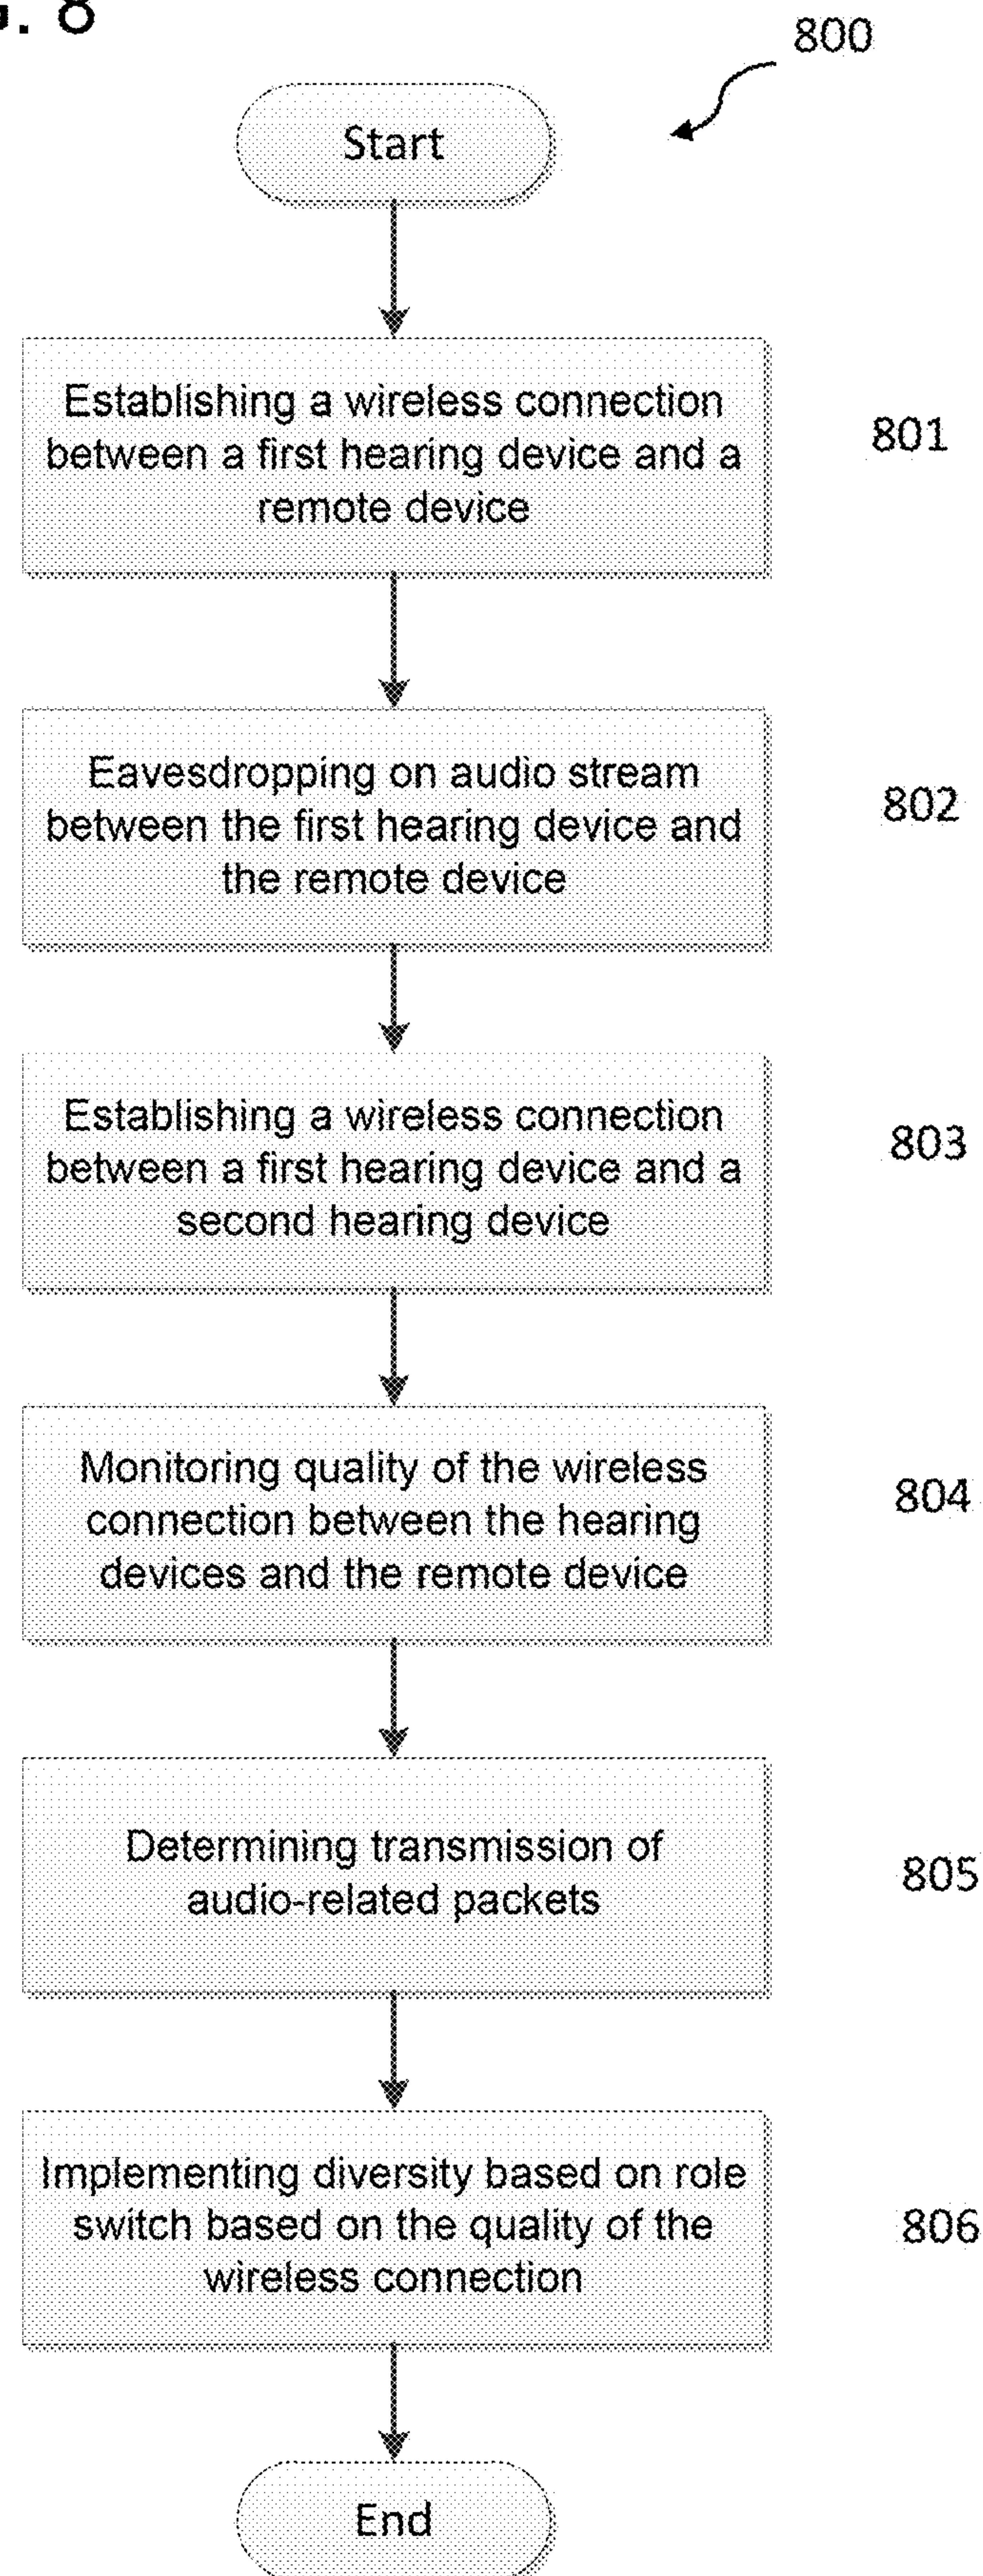 G. 8
800
Start
Establishing a wireless connection
between a first hearing device and a
remote device
801
Eavesdropping on audio stream
between the first hearing device and
the remote device
802
Establishing a wireless connection
between a first hearing device and a
second hearing device
803
Monitoring quality of the wireless
connection between the hearing
devices and the remote device
804
Determining transmission of
audio-related packets
805
Implementing diversity based on role
switch based on the quality of the
wireless connection
806
End